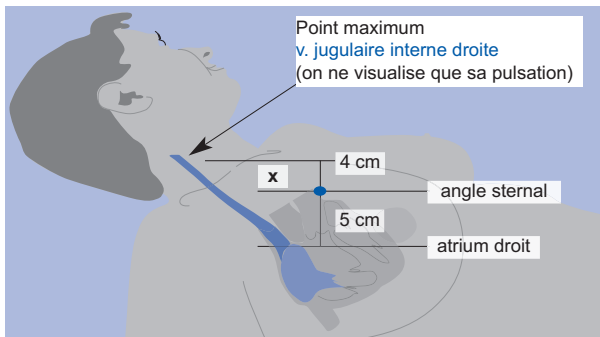 Point maximum
v. jugulaire interne droite
(on ne visualise que sa pulsation)
4 cm
x
angle sternal
5 cm
atrium droit